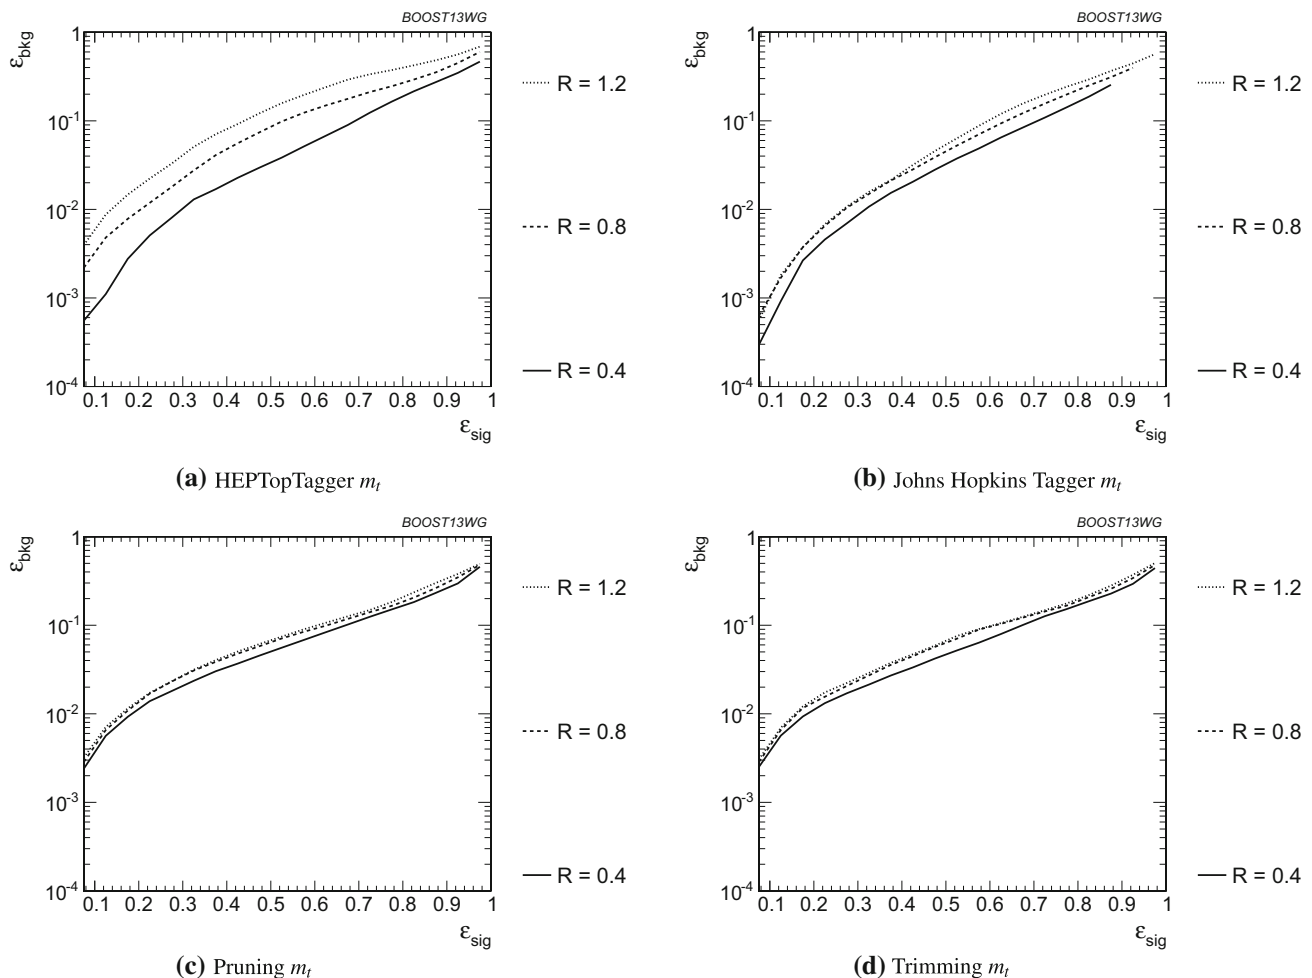 BOOST13WG
ε_bkg
1
10⁻¹
10⁻²
10⁻³
10⁻⁴
0.1 0.2 0.3 0.4 0.5 0.6 0.7 0.8 0.9 1
ε_sig
R = 1.2
R = 0.8
R = 0.4
(a) HEPTopTagger m_t
BOOST13WG
ε_bkg
1
10⁻¹
10⁻²
10⁻³
10⁻⁴
0.1 0.2 0.3 0.4 0.5 0.6 0.7 0.8 0.9 1
ε_sig
R = 1.2
R = 0.8
R = 0.4
(b) Johns Hopkins Tagger m_t
BOOST13WG
ε_bkg
1
10⁻¹
10⁻²
10⁻³
10⁻⁴
0.1 0.2 0.3 0.4 0.5 0.6 0.7 0.8 0.9 1
ε_sig
R = 1.2
R = 0.8
R = 0.4
(c) Pruning m_t
BOOST13WG
ε_bkg
1
10⁻¹
10⁻²
10⁻³
10⁻⁴
0.1 0.2 0.3 0.4 0.5 0.6 0.7 0.8 0.9 1
ε_sig
R = 1.2
R = 0.8
R = 0.4
(d) Trimming m_t